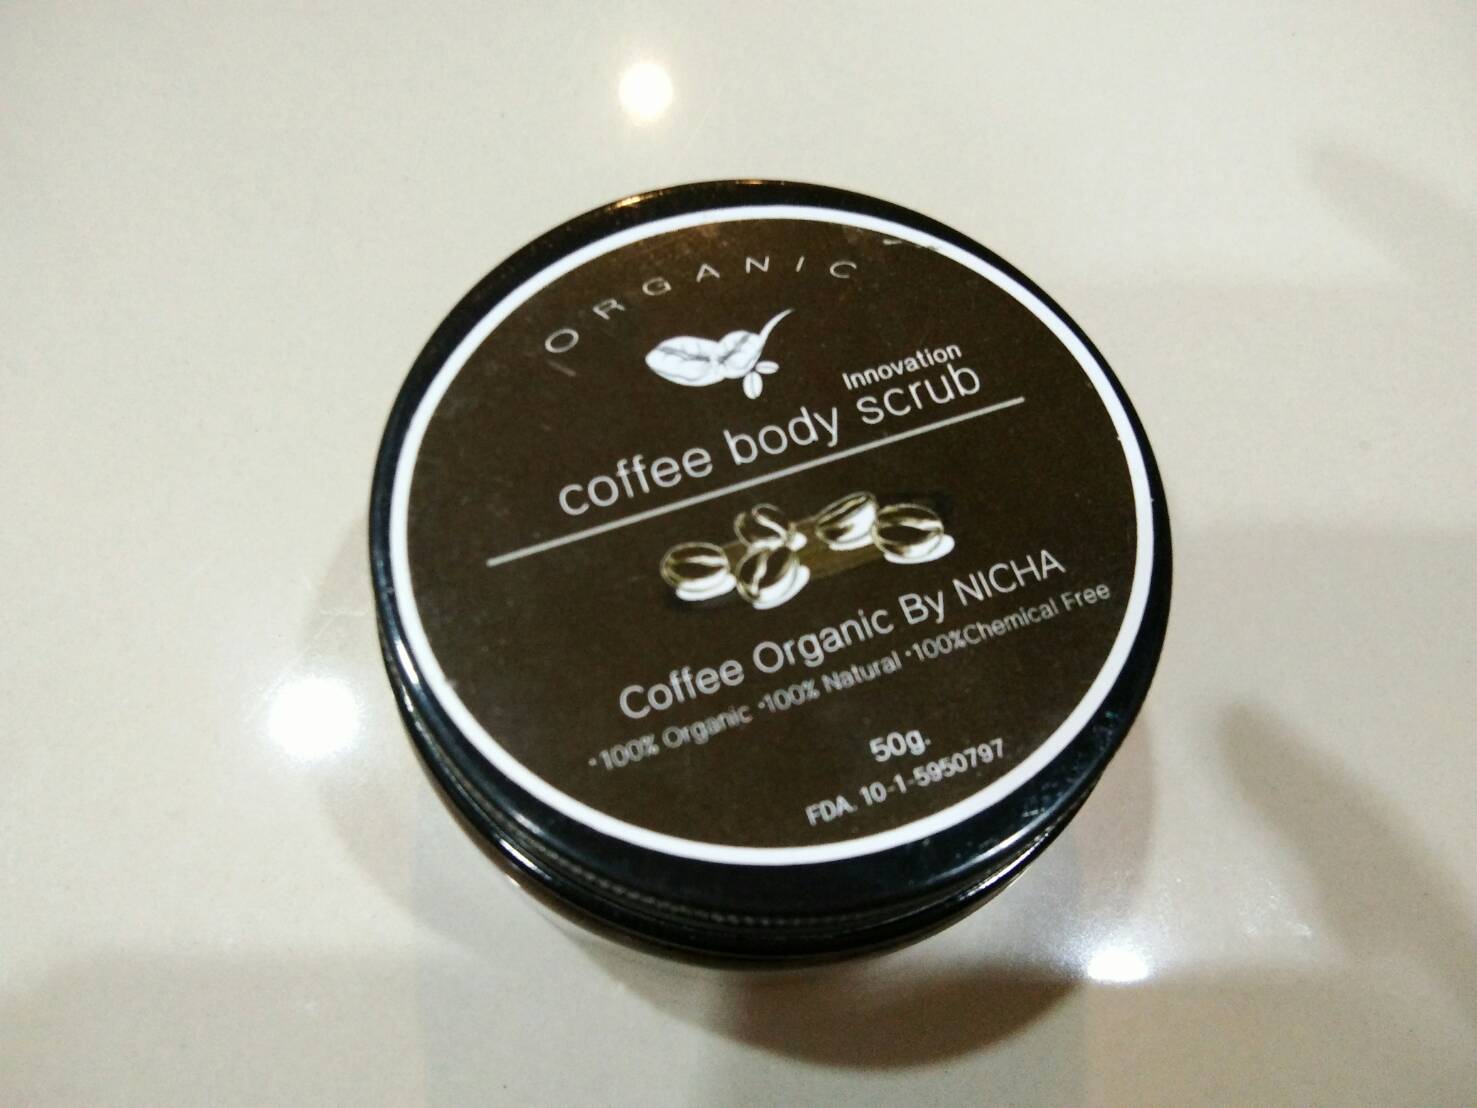 ORGANIC
Innovation
coffee body scrub
Coffee Organic By NICHA
·100% Organic ·100% Natural ·100%Chemical Free
50g.
FDA. 10-1-5950797